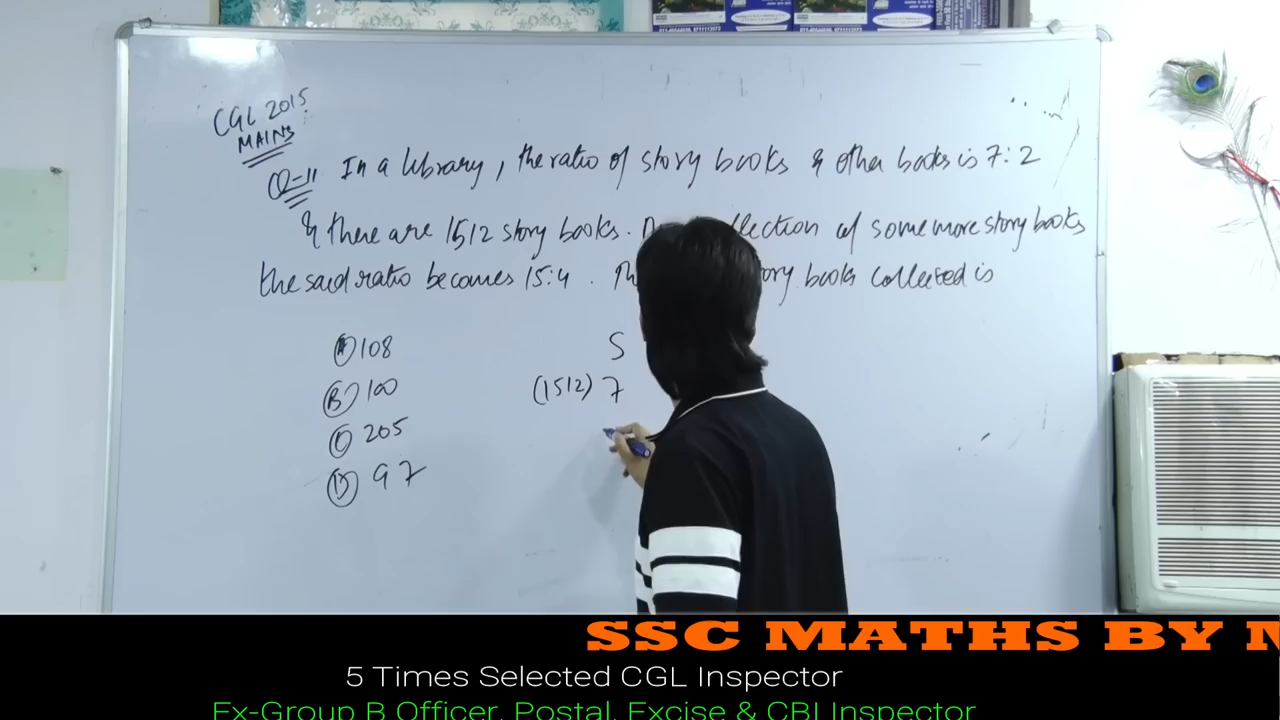 CGL 2015
MAINS
Q-11 In a library, the ratio of story books & other books is 7:2
& there are 1512 story books. collection of some more story books
the said ratio becomes 15:4. story books collected is
(A) 108
(B) 100
(C) 205
(D) 97
S
(1512) 7
SSC MATHS BY
5 Times Selected CGL Inspector
Ex-Group B Officer, Postal, Excise & CBI Inspector